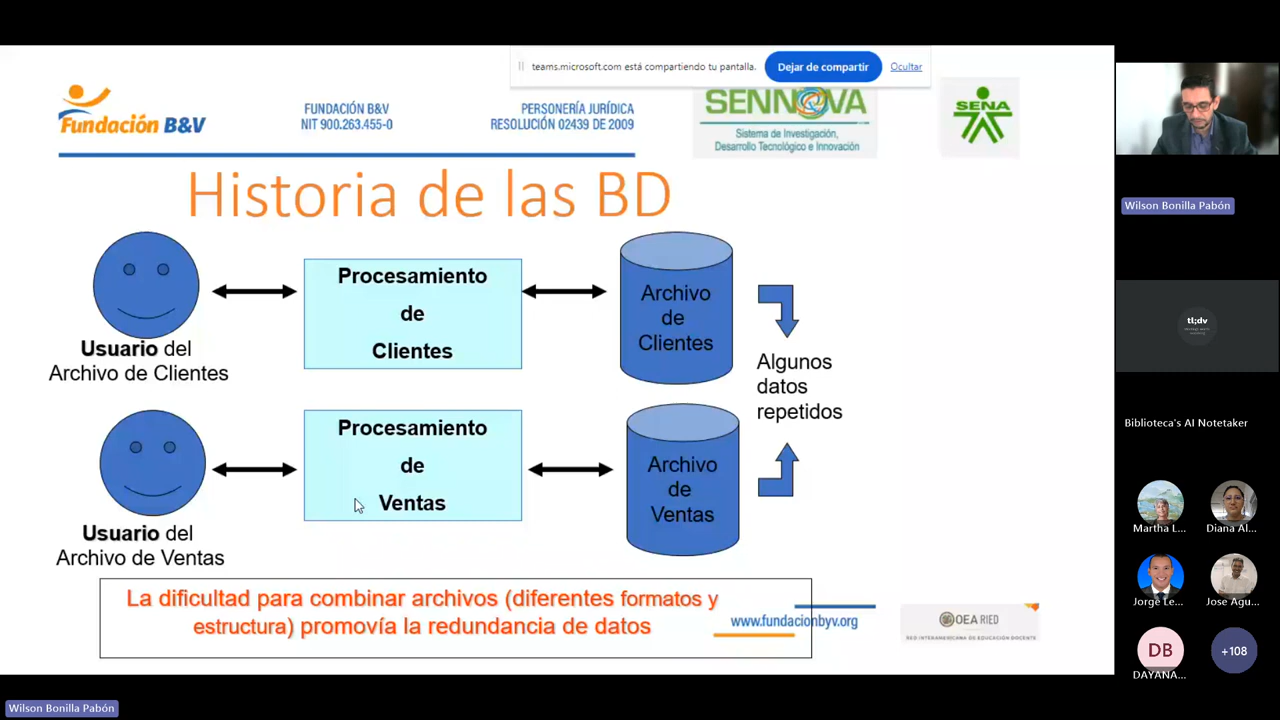 teams.microsoft.com está compartiendo tu pantalla.
Dejar de compartir
Ocultar
Fundación B&V
FUNDACIÓN B&V
NIT 900.263.455-0
PERSONERÍA JURÍDICA
RESOLUCIÓN 02439 DE 2009
SENNOVA
Sistema de Investigación,
Desarrollo Tecnológico e Innovación
SENA
Historia de las BD
Procesamiento
de
Clientes
Archivo
de
Clientes
Usuario del
Archivo de Clientes
Algunos
datos
repetidos
Procesamiento
de
Ventas
Archivo
de
Ventas
Usuario del
Archivo de Ventas
La dificultad para combinar archivos (diferentes formatos y
estructura) promovía la redundancia de datos
www.fundacionbyv.org
OEA RIED
RED INTERAMERICANA DE EDUCACIÓN DOCENTE
Wilson Bonilla Pabón
tl;dv
Biblioteca's AI Notetaker
Martha L...
Diana Al...
Jorge Le...
Jose Agu...
DB
DAYANA...
+108
Wilson Bonilla Pabón